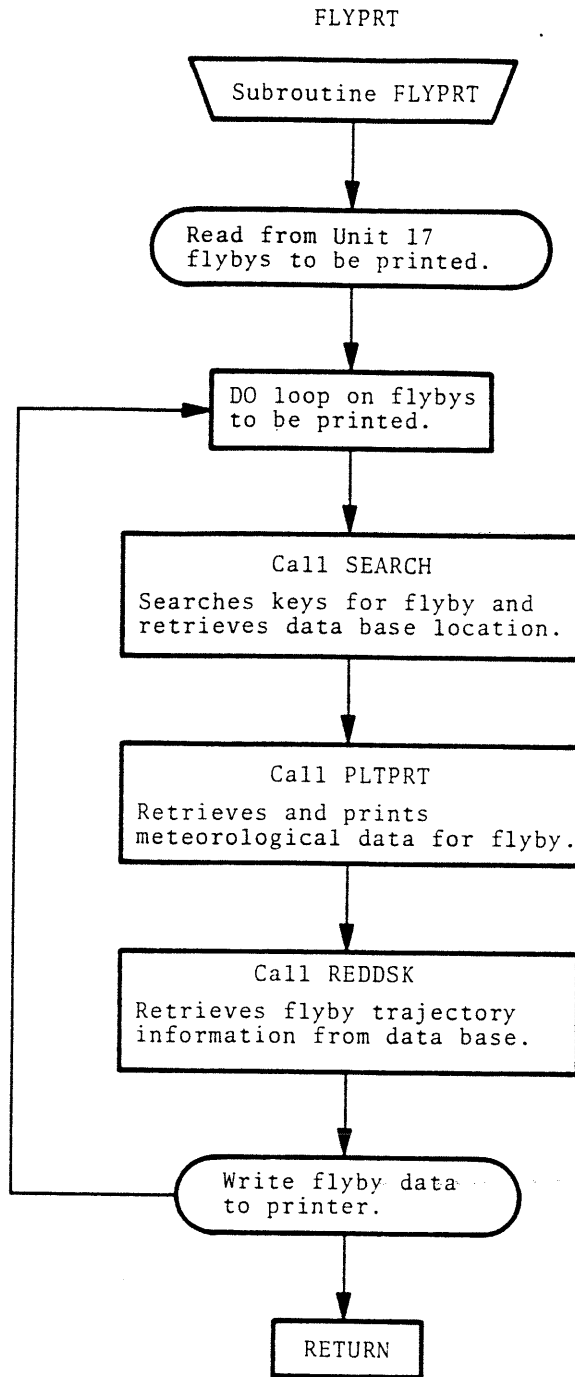 FLYPRT
Subroutine FLYPRT
Read from Unit 17
flybys to be printed.
DO loop on flybys
to be printed.
Call SEARCH
Searches keys for flyby and
retrieves data base location.
Call PLTPRT
Retrieves and prints
meteorological data for flyby.
Call REDDSK
Retrieves flyby trajectory
information from data base.
Write flyby data
to printer.
RETURN